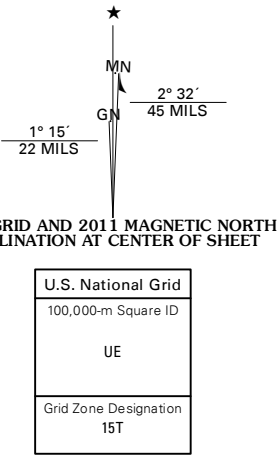 ★
MN
GN
1° 15´
22 MILS
2° 32´
45 MILS
GRID AND 2011 MAGNETIC NORTH
LINATION AT CENTER OF SHEET
U.S. National Grid
100,000-m Square ID
UE
Grid Zone Designation
15T